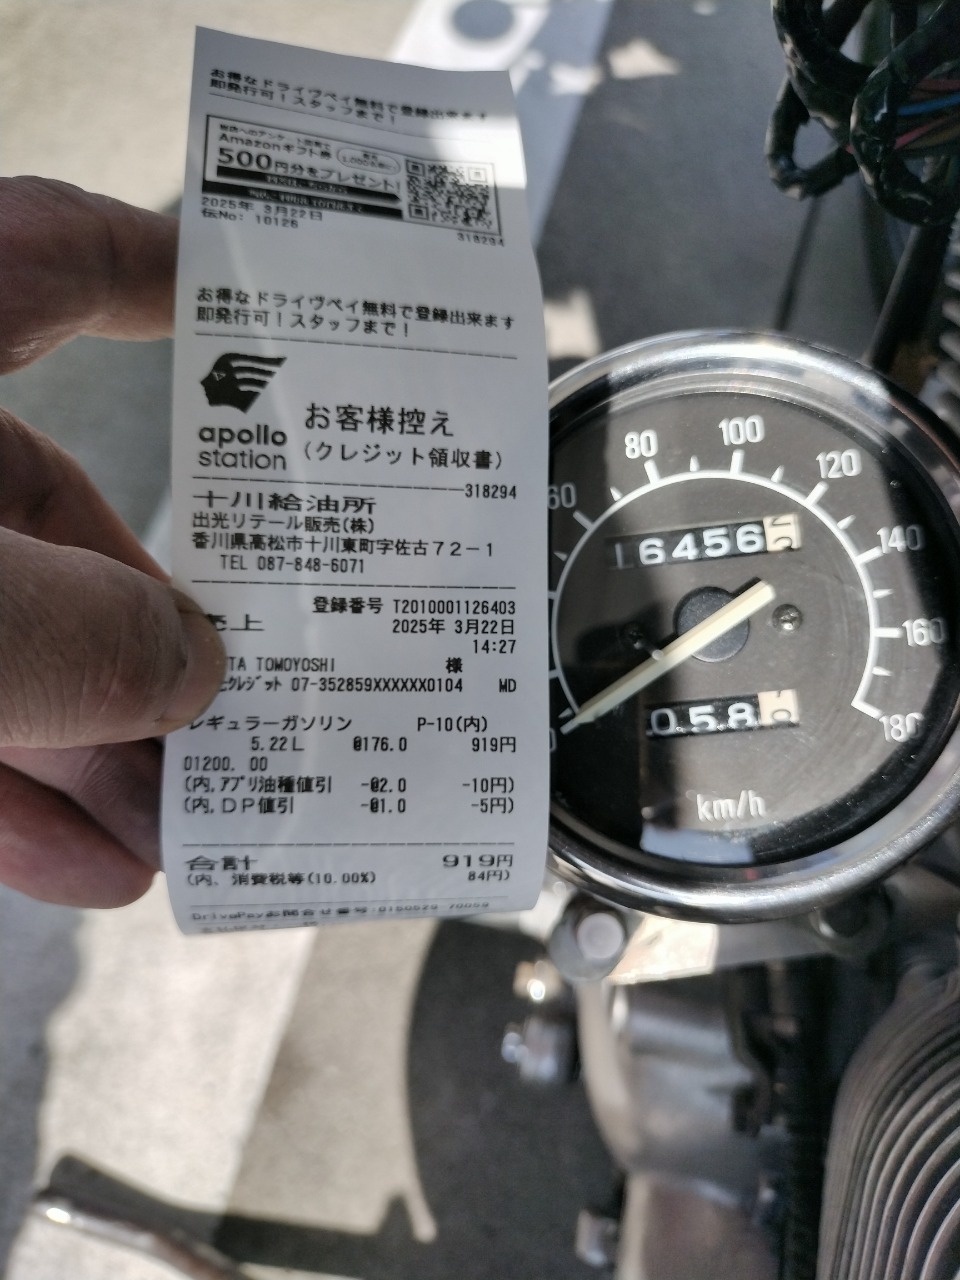 お得なドライヴペイ無料で登録出来ます
即発行可!スタッフまで!
Amazonギフト券
500円分をプレゼント!
2025年 3月22日
伝No: 10126
318294
お得なドライヴペイ無料で登録出来ます
即発行可!スタッフまで!
apollo
station
お客様控え
(クレジット領収書)
318294
十川給油所
出光リテール販売(株)
香川県高松市十川東町字佐古72-1
TEL 087-848-6071
登録番号 T2010001126403
売上 2025年 3月22日
14:27
TA TOMOYOSHI 様
クレジット 07-352859XXXXXX0104 MD
レギュラーガソリン P-10(内)
5.22L @176.0 919円
01200. 00
(内,アプリ油種値引 -@2.0 -10円)
(内,DP値引 -@1.0 -5円)
合計 919円
(内、消費税等(10.00%) 84円)
60
80
100
120
140
160
180
16456
058
km/h